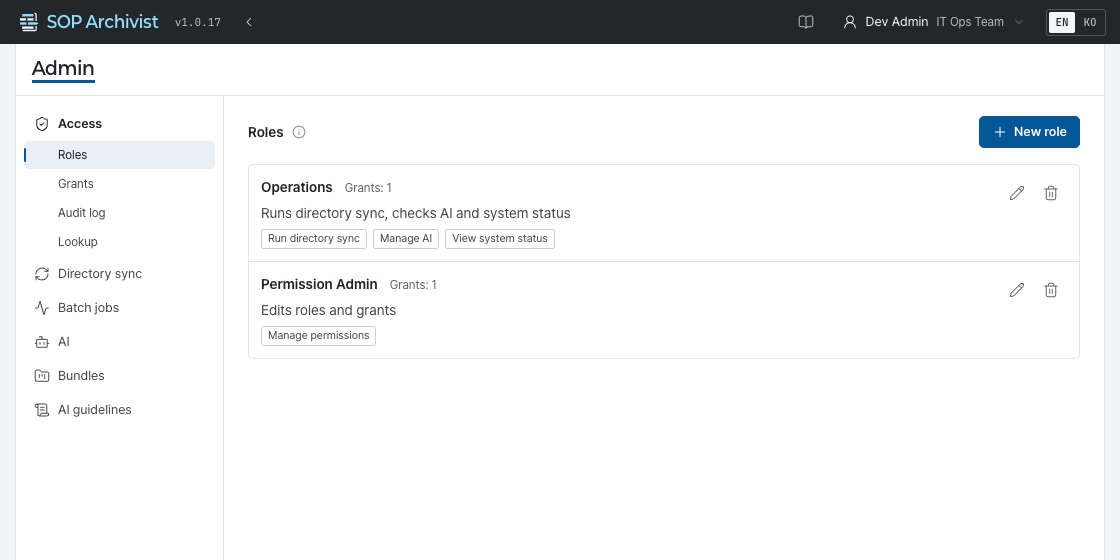 SOP Archivist v1.0.17
Dev Admin IT Ops Team
EN KO
Admin
Access
Roles
Grants
Audit log
Lookup
Directory sync
Batch jobs
AI
Bundles
AI guidelines
Roles
New role
Operations Grants: 1
Runs directory sync, checks AI and system status
Run directory sync Manage AI View system status
Permission Admin Grants: 1
Edits roles and grants
Manage permissions